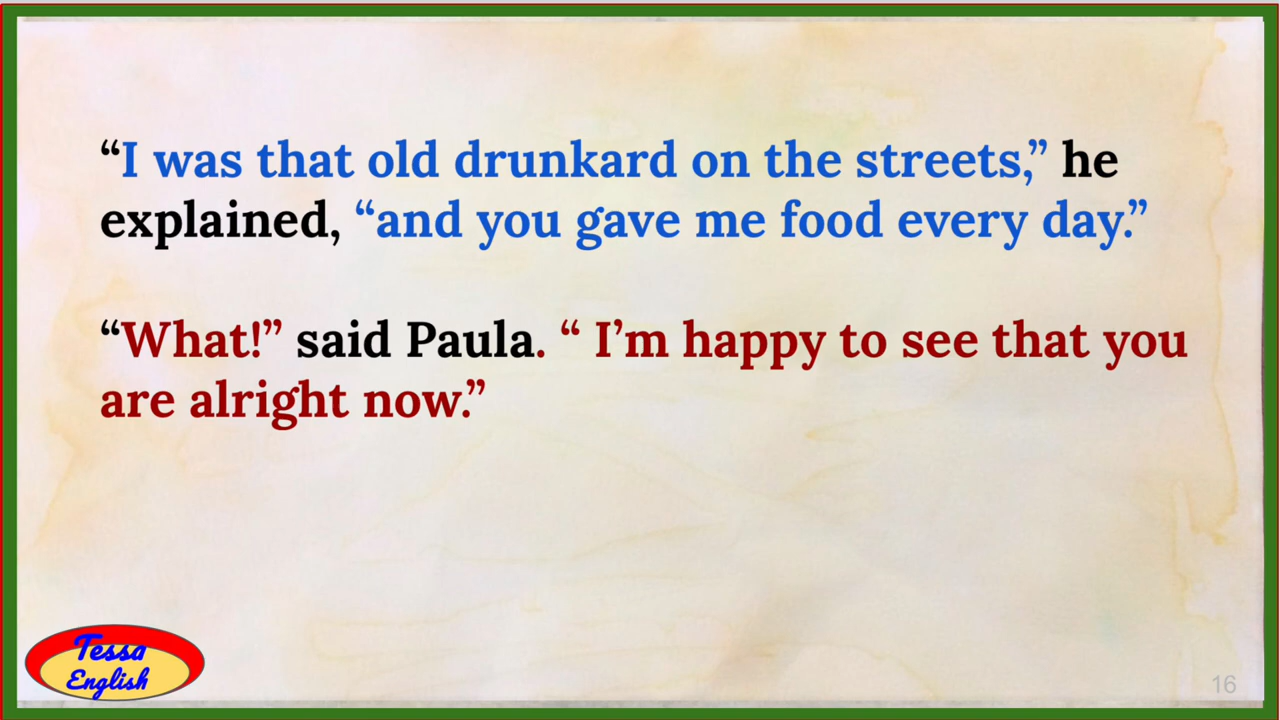 “I was that old drunkard on the streets,” he
explained, “and you gave me food every day.”
“What!” said Paula. “ I’m happy to see that you
are alright now.”
Tessa
English
16